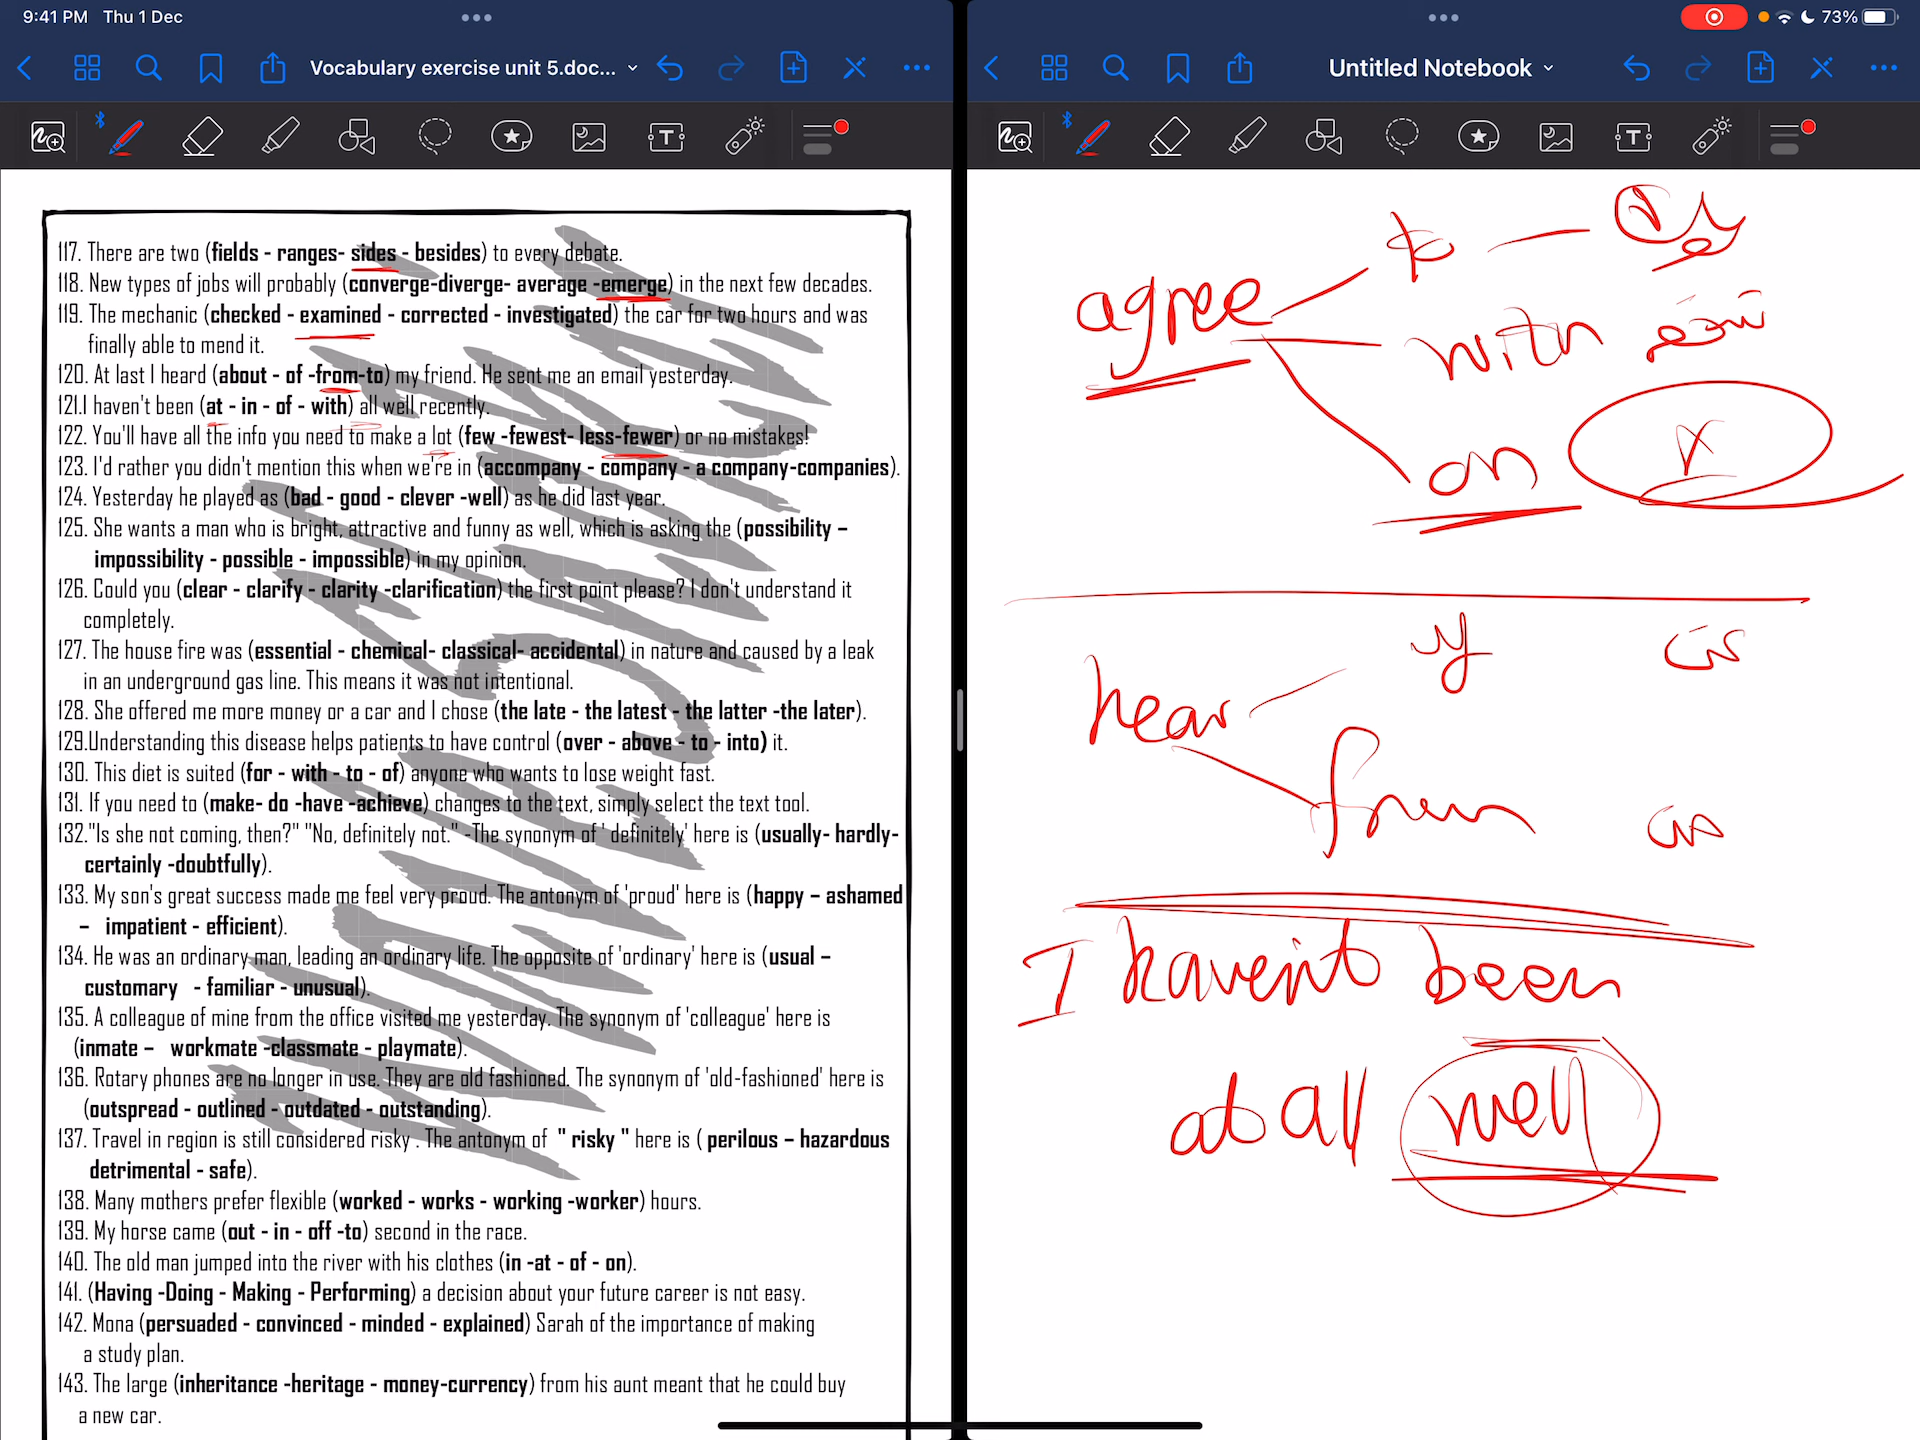 9:41 PM Thu 1 Dec
73%
Vocabulary exercise unit 5.doc...
Untitled Notebook
117. There are two (fields - ranges- sides - besides) to every debate.
118. New types of jobs will probably (converge-diverge- average -emerge) in the next few decades.
119. The mechanic (checked - examined - corrected - investigated) the car for two hours and was
finally able to mend it.
120. At last I heard (about - of -from-to) my friend. He sent me an email yesterday.
121.I haven't been (at - in - of - with) all well recently.
122. You'll have all the info you need to make a lot (few -fewest- less-fewer) or no mistakes!
123. I'd rather you didn't mention this when we're in (accompany - company - a company-companies).
124. Yesterday he played as (bad - good - clever -well) as he did last year.
125. She wants a man who is bright, attractive and funny as well, which is asking the (possibility –
impossibility - possible - impossible) in my opinion.
126. Could you (clear - clarify - clarity -clarification) the first point please? I don't understand it
completely.
127. The house fire was (essential - chemical- classical- accidental) in nature and caused by a leak
in an underground gas line. This means it was not intentional.
128. She offered me more money or a car and I chose (the late - the latest - the latter -the later).
129.Understanding this disease helps patients to have control (over - above - to - into) it.
130. This diet is suited (for - with - to - of) anyone who wants to lose weight fast.
131. If you need to (make- do -have -achieve) changes to the text, simply select the text tool.
132."Is she not coming, then?" "No, definitely not." -The synonym of ' definitely' here is (usually- hardly-
certainly -doubtfully).
133. My son's great success made me feel very proud. The antonym of 'proud' here is (happy – ashamed
– impatient - efficient).
134. He was an ordinary man, leading an ordinary life. The opposite of 'ordinary' here is (usual –
customary - familiar - unusual).
135. A colleague of mine from the office visited me yesterday. The synonym of 'colleague' here is
(inmate – workmate -classmate - playmate).
136. Rotary phones are no longer in use. They are old fashioned. The synonym of 'old-fashioned' here is
(outspread - outlined - outdated - outstanding).
137. Travel in region is still considered risky . The antonym of " risky " here is ( perilous – hazardous
detrimental - safe).
138. Many mothers prefer flexible (worked - works - working -worker) hours.
139. My horse came (out - in - off -to) second in the race.
140. The old man jumped into the river with his clothes (in -at - of - on).
141. (Having -Doing - Making - Performing) a decision about your future career is not easy.
142. Mona (persuaded - convinced - minded - explained) Sarah of the importance of making
a study plan.
143. The large (inheritance -heritage - money-currency) from his aunt meant that he could buy
a new car.
to
agree
with
on
hear
from
I haven't been
at all well